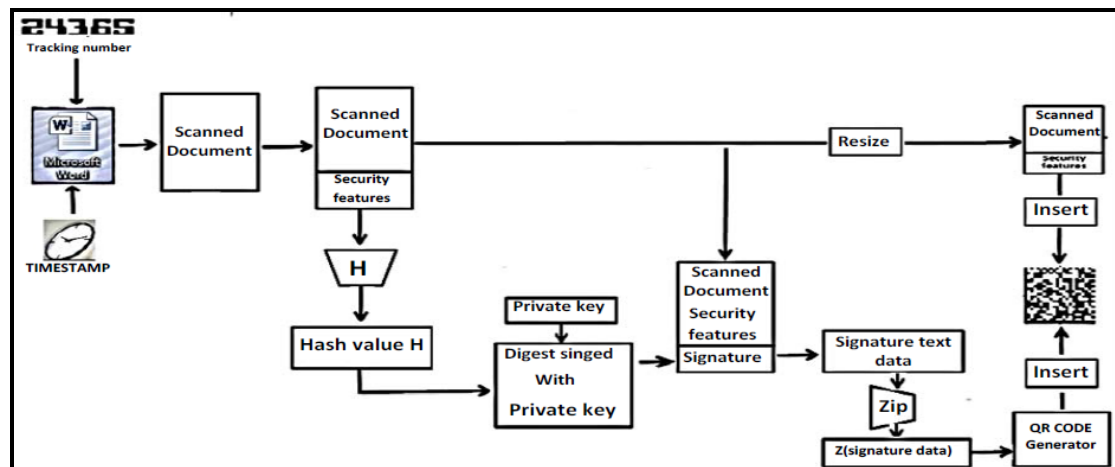 24365
Tracking number
W
Microsoft
Word
TIMESTAMP
Scanned
Document
Scanned
Document
Security
features
H
Hash value H
Private key
Digest singed
With
Private key
Scanned
Document
Security
features
Signature
Signature text
data
Zip
Z(signature data)
QR CODE
Generator
Insert
Resize
Scanned
Document
Security
features
Insert